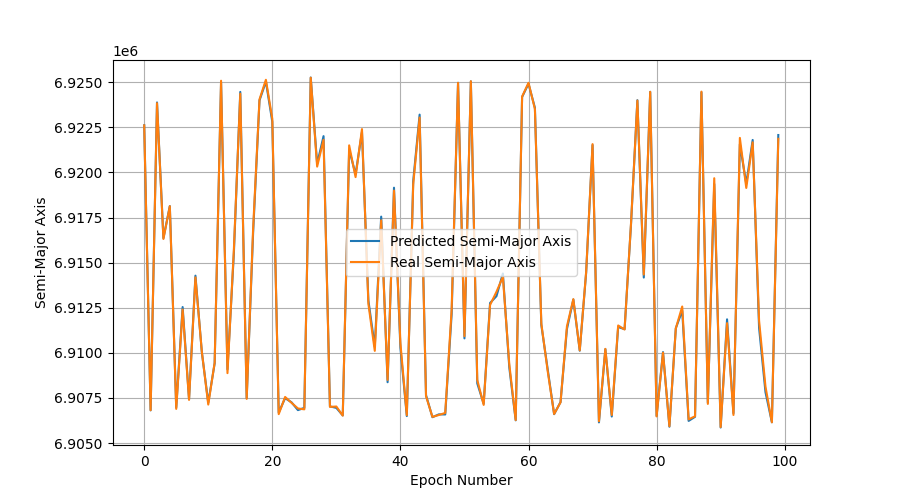 1e6
6.9250
6.9225
6.9200
6.9175
6.9150
6.9125
6.9100
6.9075
6.9050
Semi-Major Axis
Predicted Semi-Major Axis
Real Semi-Major Axis
0 20 40 60 80 100
Epoch Number